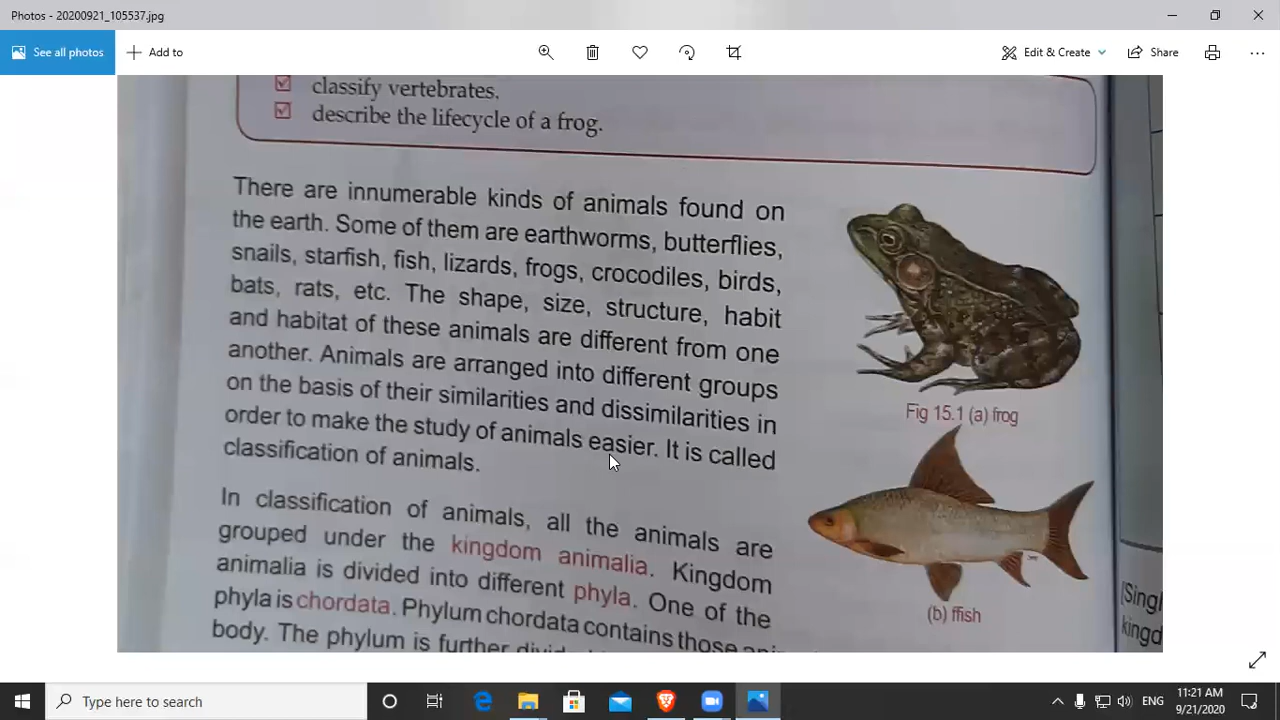 Photos - 20200921_105537.jpg
See all photos
Add to
Edit & Create
Share
classify vertebrates.
describe the lifecycle of a frog.
There are innumerable kinds of animals found on
the earth. Some of them are earthworms, butterflies,
snails, starfish, fish, lizards, frogs, crocodiles, birds,
bats, rats, etc. The shape, size, structure, habit
and habitat of these animals are different from one
another. Animals are arranged into different groups
on the basis of their similarities and dissimilarities in
order to make the study of animals easier. It is called
classification of animals.
In classification of animals, all the animals are
grouped under the kingdom animalia. Kingdom
animalia is divided into different phyla. One of the
phyla is chordata. Phylum chordata contains those
body. The phylum is further
Fig 15.1 (a) frog
(b) ffish
[Singl
kingd
Type here to search
ENG
11:21 AM
9/21/2020